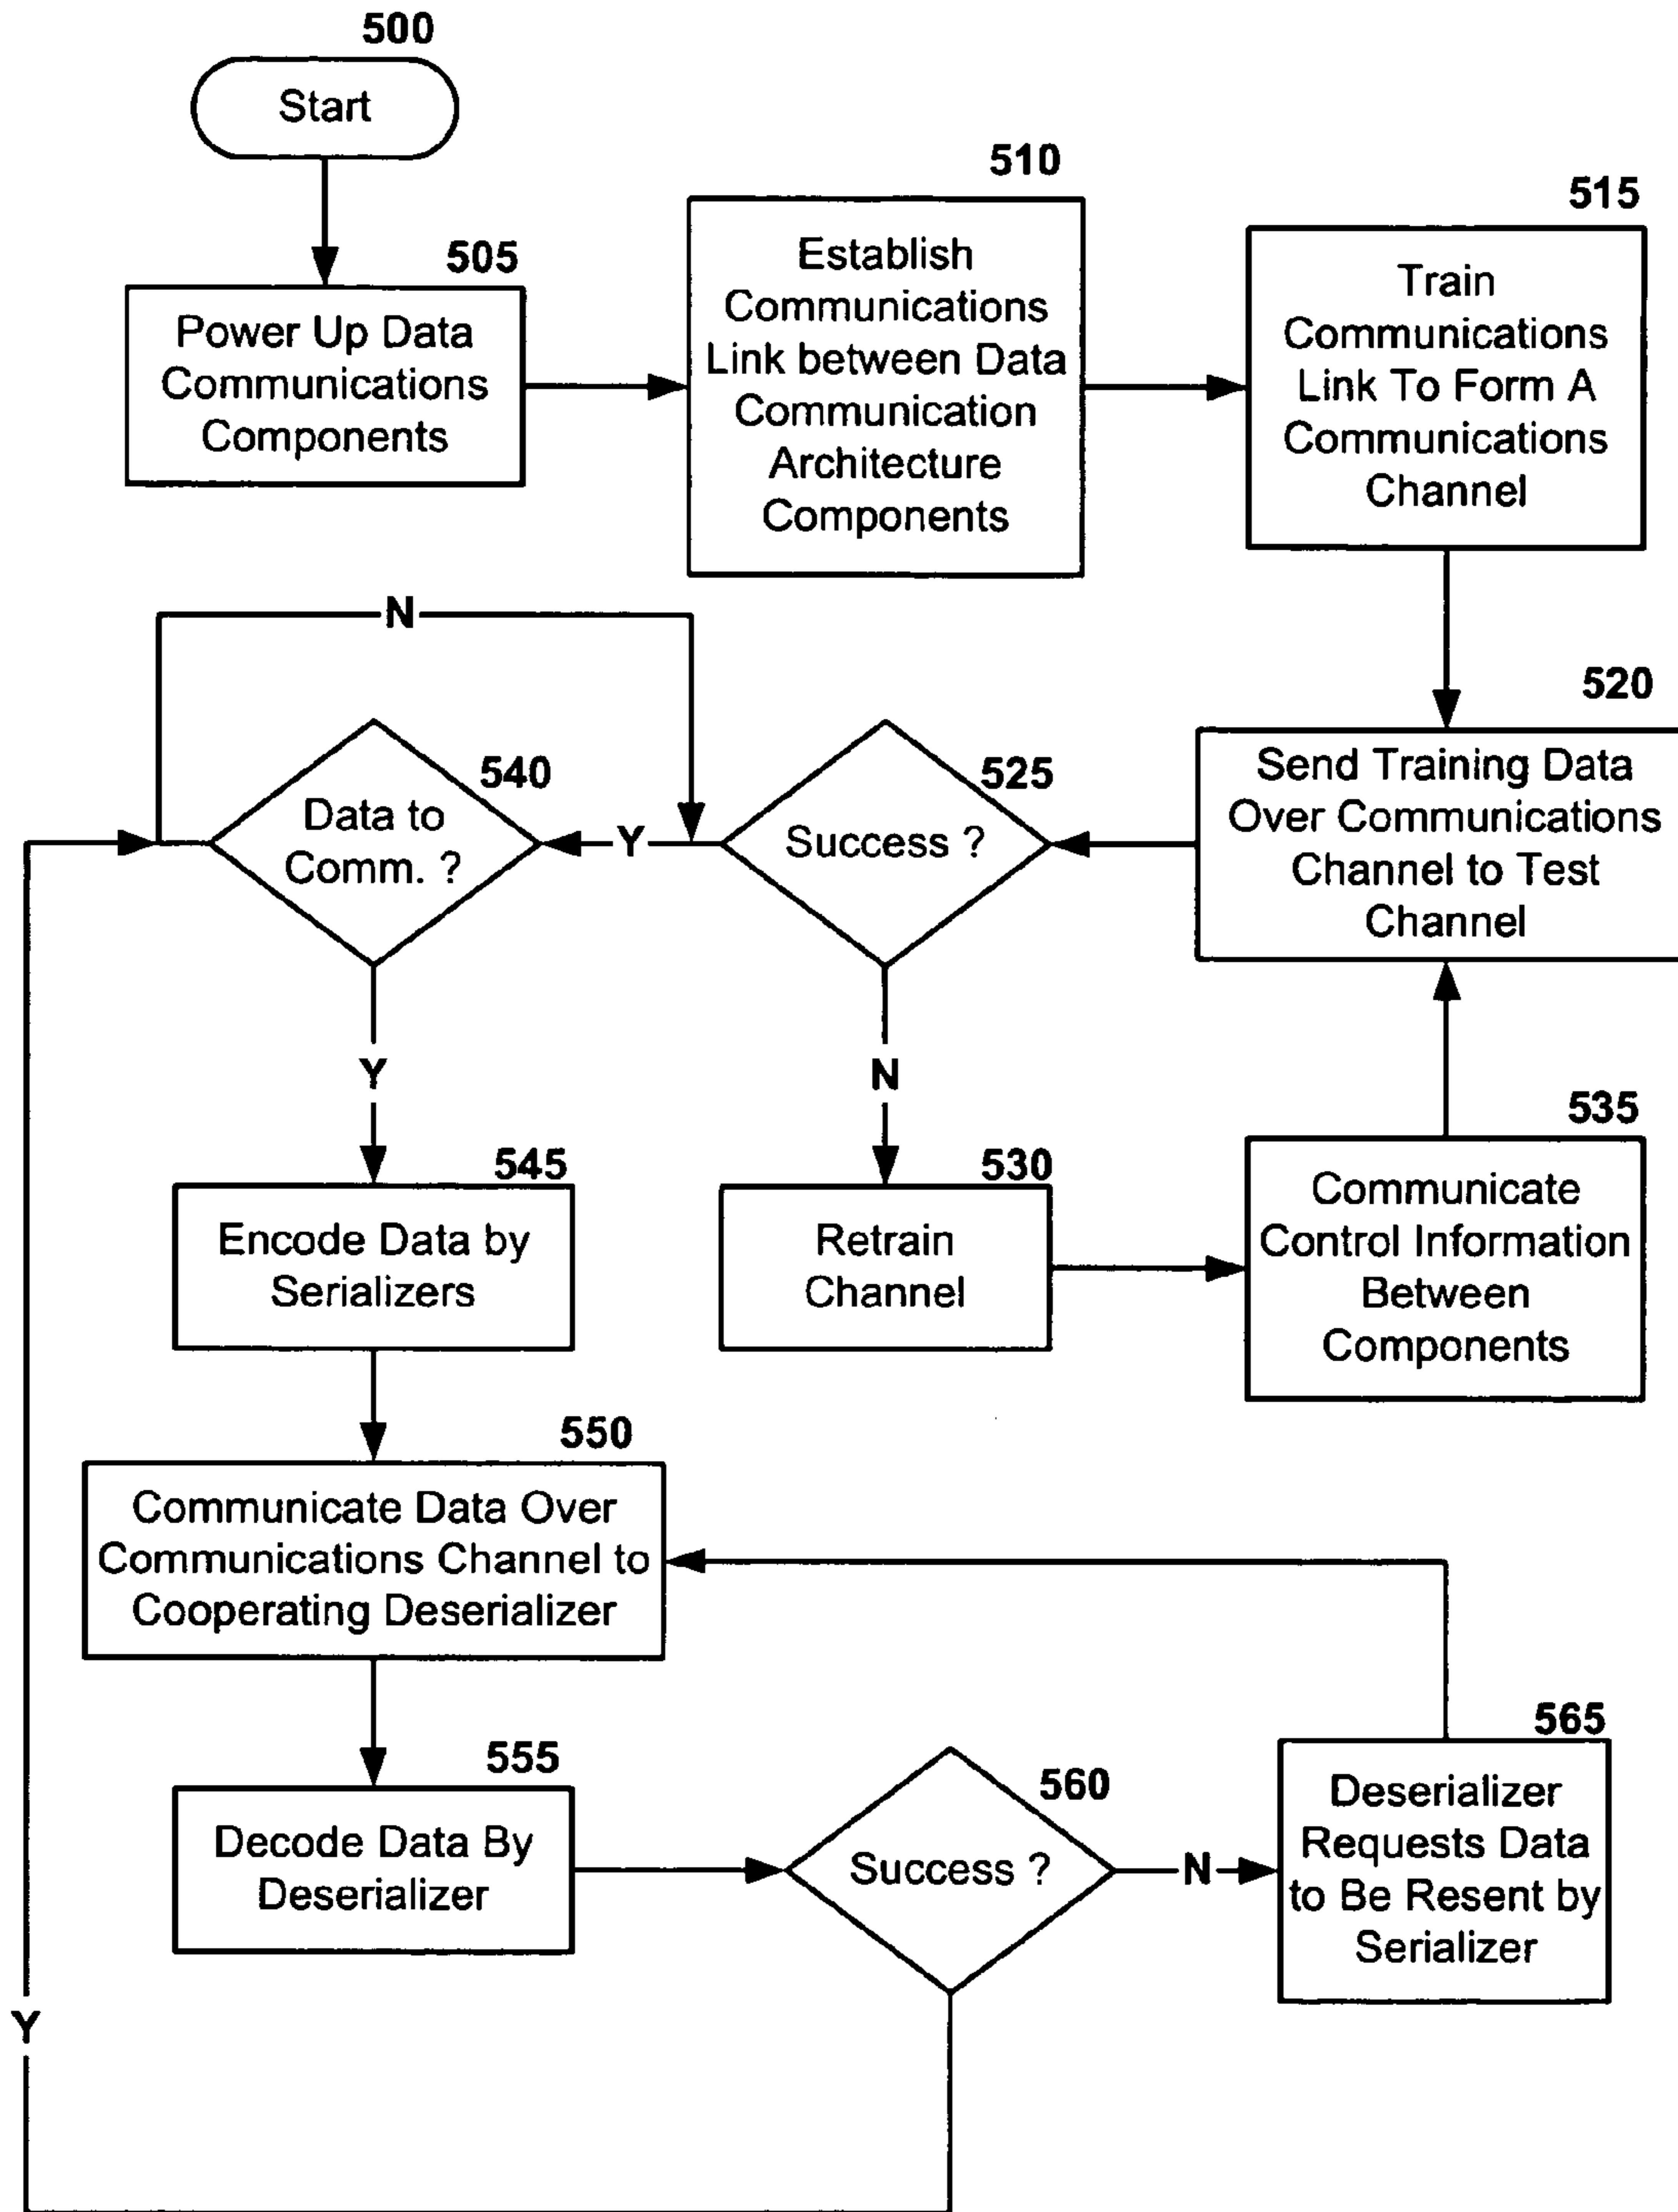 500
Start
505
Power Up Data
Communications
Components
510
Establish
Communications
Link between Data
Communication
Architecture
Components
515
Train
Communications
Link To Form A
Communications
Channel
520
Send Training Data
Over Communications
Channel to Test
Channel
525
Success ?
Y
N
540
Data to
Comm. ?
N
Y
530
Retrain
Channel
535
Communicate
Control Information
Between
Components
545
Encode Data by
Serializers
550
Communicate Data Over
Communications Channel to
Cooperating Deserializer
555
Decode Data By
Deserializer
560
Success ?
N
565
Deserializer
Requests Data
to Be Resent by
Serializer
Y